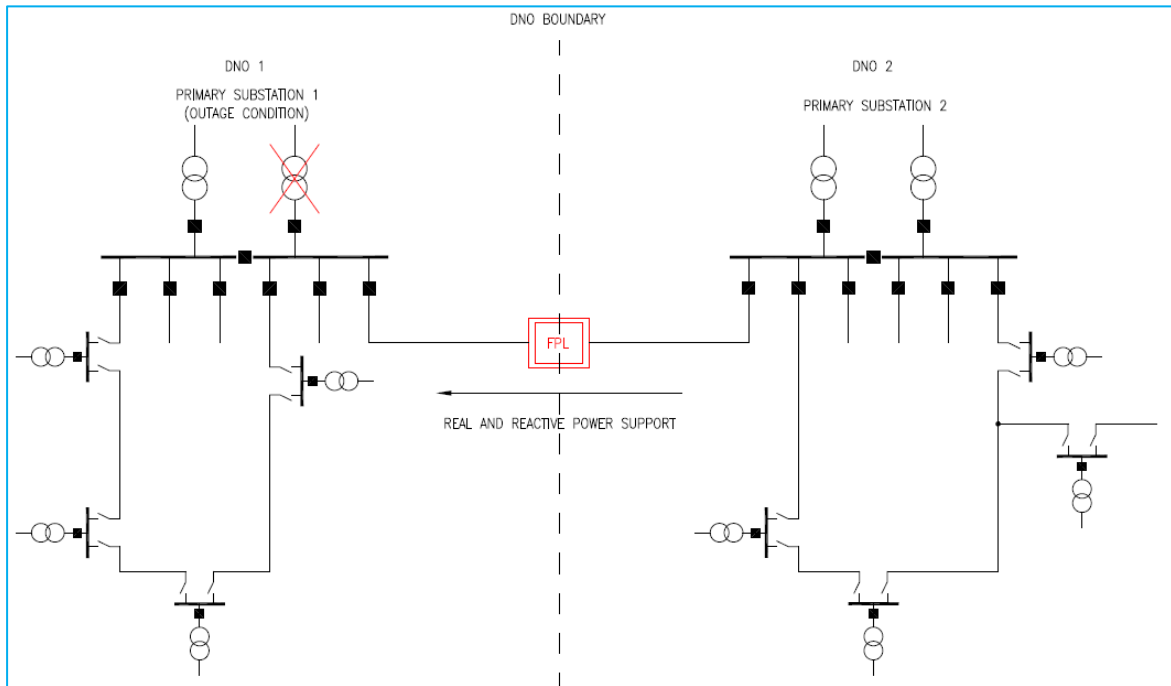 DNO BOUNDARY
DNO 1
PRIMARY SUBSTATION 1
(OUTAGE CONDITION)
DNO 2
PRIMARY SUBSTATION 2
FPL
REAL AND REACTIVE POWER SUPPORT